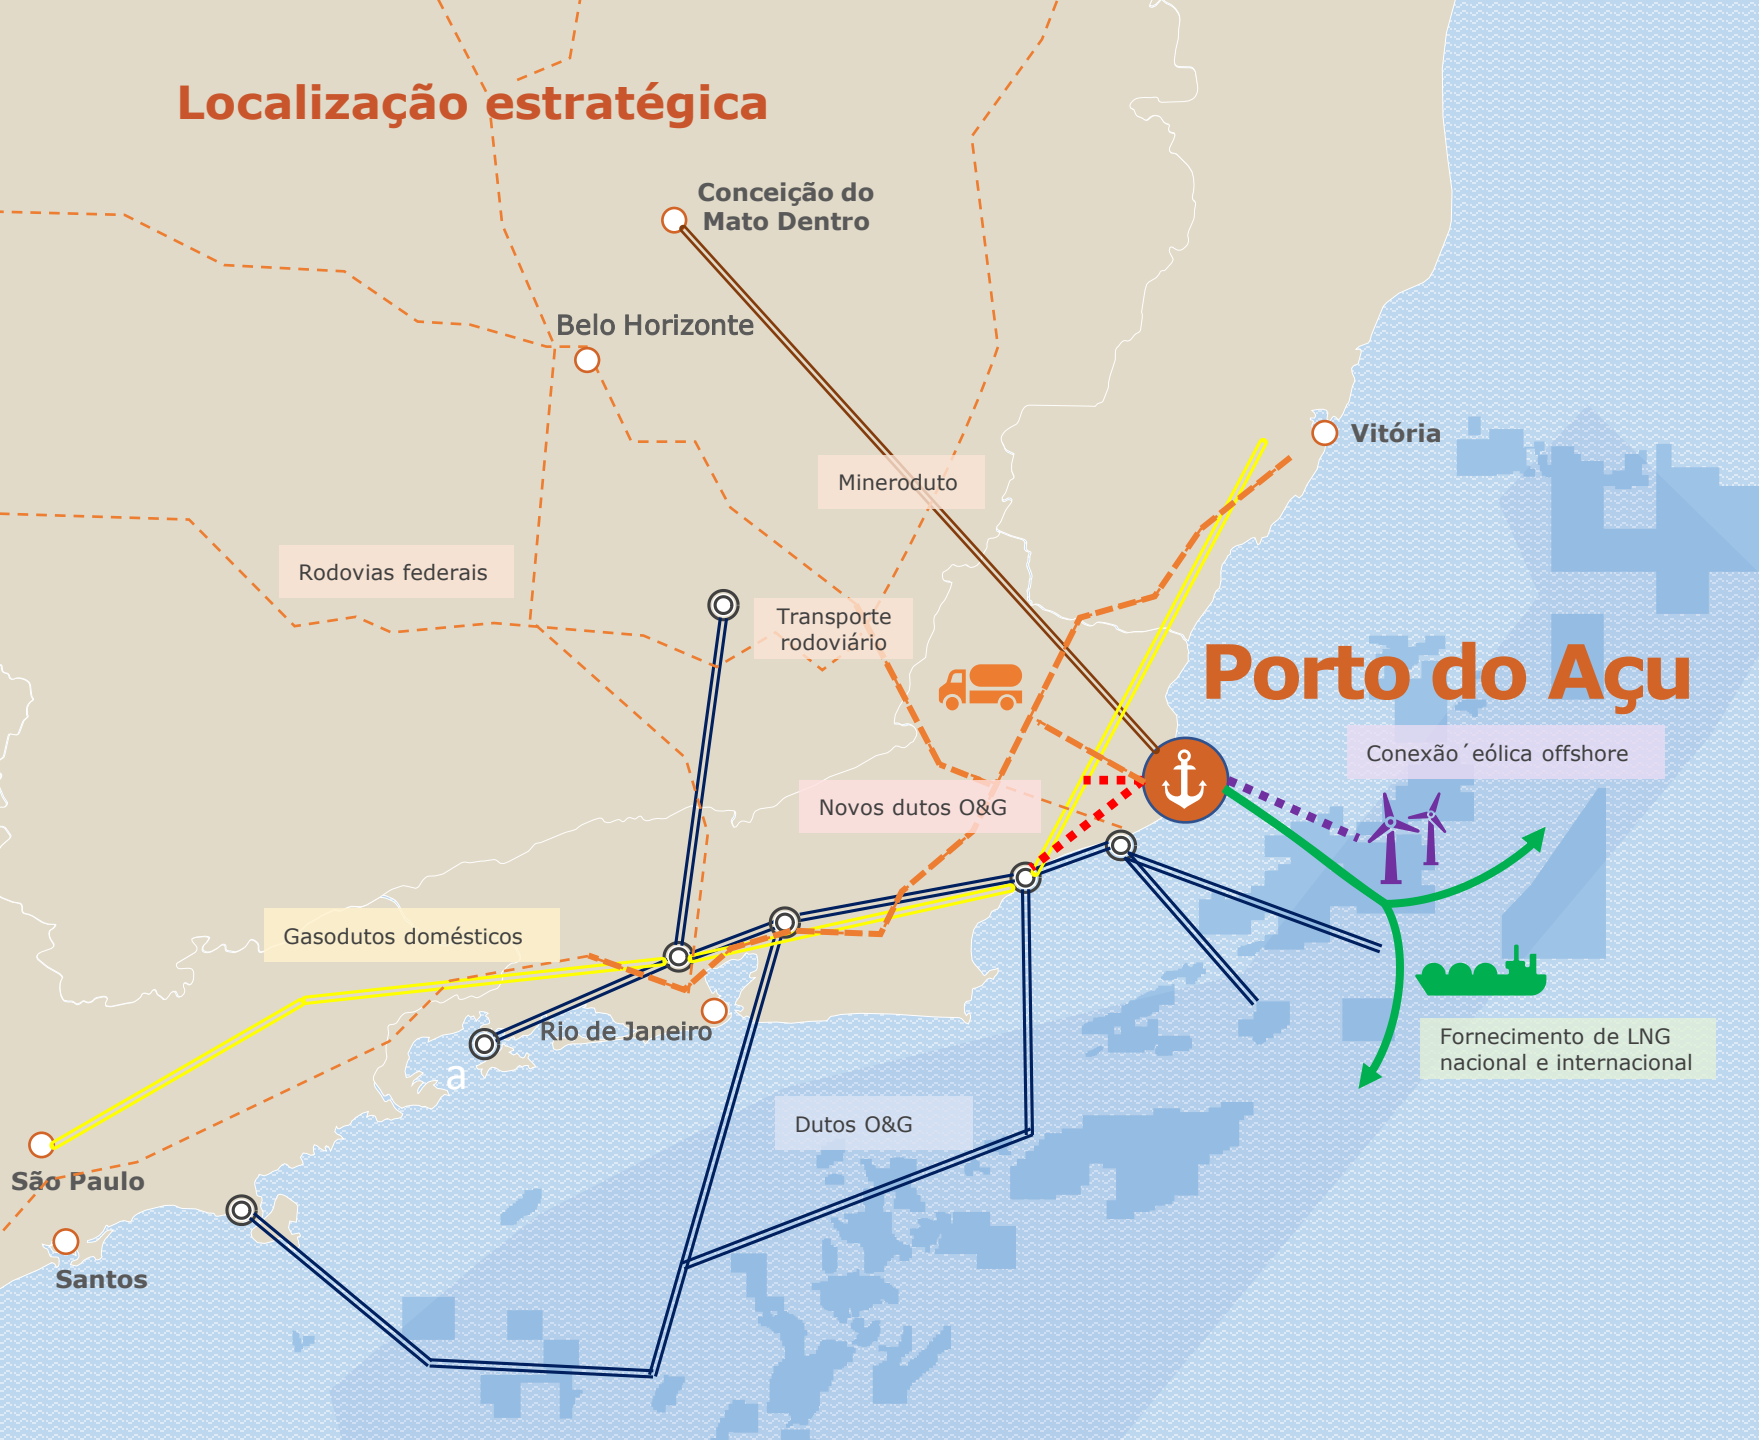 Localização estratégica
Conceição do
Mato Dentro
Belo Horizonte
Vitória
Mineroduto
Rodovias federais
Transporte
rodoviário
Porto do Açu
Conexão´eólica offshore
Novos dutos O&G
Gasodutos domésticos
Rio de Janeiro
Fornecimento de LNG
nacional e internacional
a
Dutos O&G
São Paulo
Santos